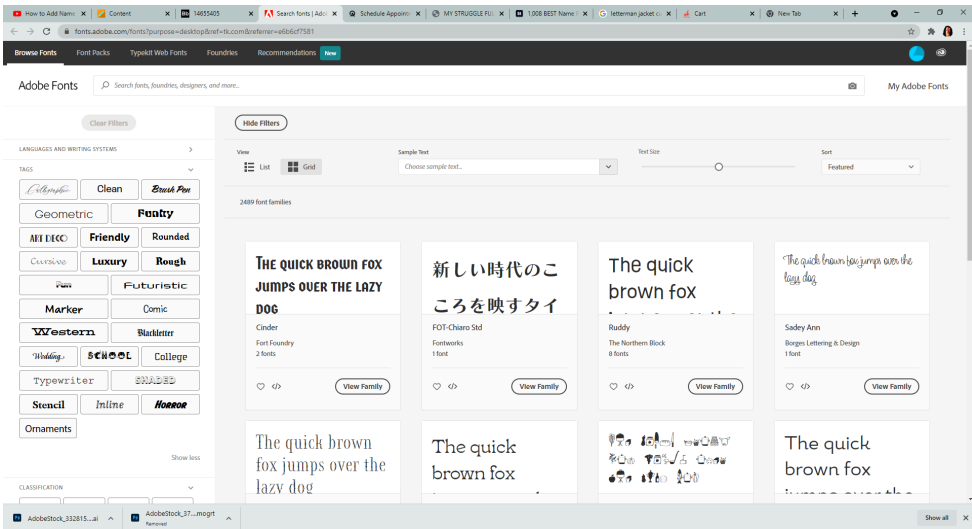 How to Add Name
Content
14655405
Search fonts | Ado
Schedule Appoint
MY STRUGGLE FU
1,008 BEST Name
letterman jacket c
Cart
New Tab
fonts.adobe.com/fonts?purpose=desktop&ref=tk.com&referrer=e6b6cf7581
Browse Fonts Font Packs Typekit Web Fonts Foundries Recommendations New
Adobe Fonts Search fonts, foundries, designers, and more... My Adobe Fonts
Clear Filters
Hide Filters
LANGUAGES AND WRITING SYSTEMS
View Sample Text Text Size Sort
List Grid Choose sample text... Featured
TAGS
Calligraphic Clean Brush Pen
Geometric Funky
ART DECO Friendly Rounded
Cursive Luxury Rough
Fun Futuristic
Marker Comic
Western Blackletter
Wedding SCHOOL College
Typewriter SHADED
Stencil Inline HORROR
Ornaments
Show less
CLASSIFICATION
2489 font families
THE QUICK BROWN FOX
JUMPS OVER THE LAZY
DOG
Cinder
Fort Foundry
2 fonts
View Family
新しい時代のこ
ころを映すタイ
FOT-Chiaro Std
Fontworks
1 font
View Family
The quick
brown fox
Ruddy
The Northern Block
8 fonts
View Family
The quick brown fox jumps over the
lazy dog
Sadey Ann
Borges Lettering & Design
1 font
View Family
The quick brown
fox jumps over the
lazy dog
The quick
brown fox
The quick
brown fox
jumps over the
AdobeStock_332815....ai
AdobeStock_37....mogrt
Removed
Show all